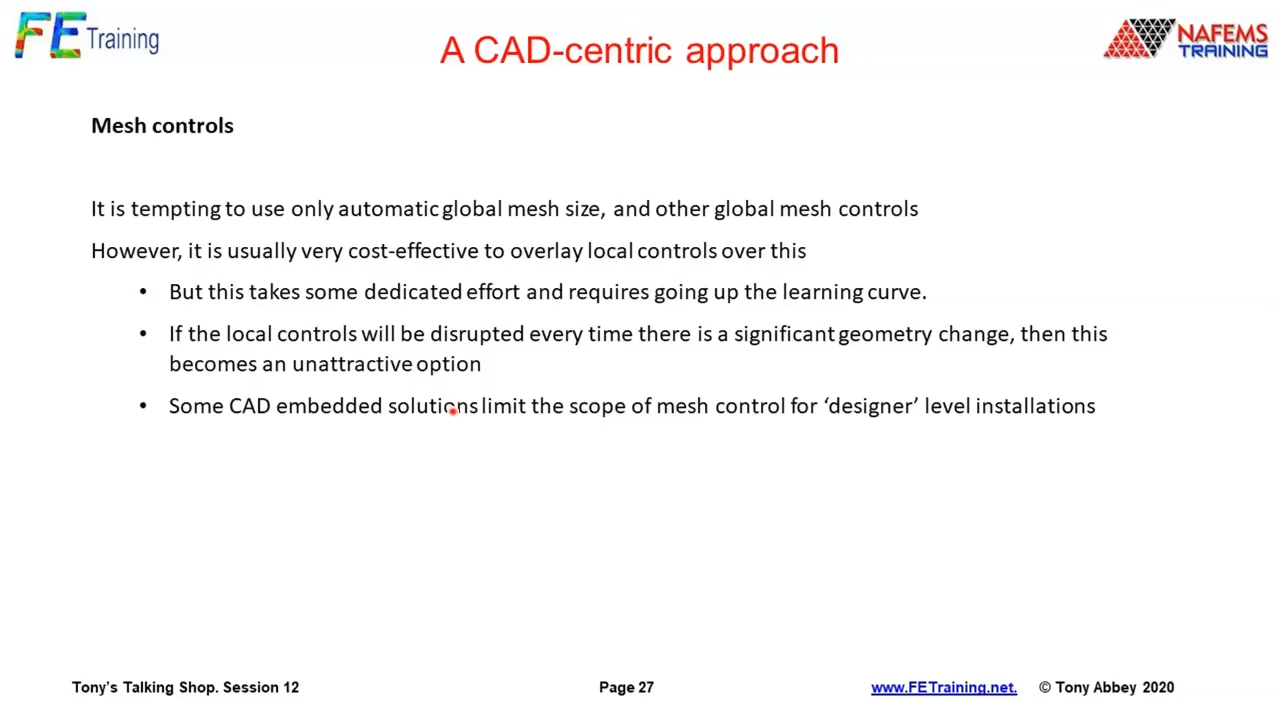 FE Training
A CAD-centric approach
NAFEMS
TRAINING
Mesh controls
It is tempting to use only automatic global mesh size, and other global mesh controls
However, it is usually very cost-effective to overlay local controls over this
• But this takes some dedicated effort and requires going up the learning curve.
• If the local controls will be disrupted every time there is a significant geometry change, then this
becomes an unattractive option
• Some CAD embedded solutions limit the scope of mesh control for ‘designer’ level installations
Tony’s Talking Shop. Session 12
Page 27
www.FETraining.net.
© Tony Abbey 2020